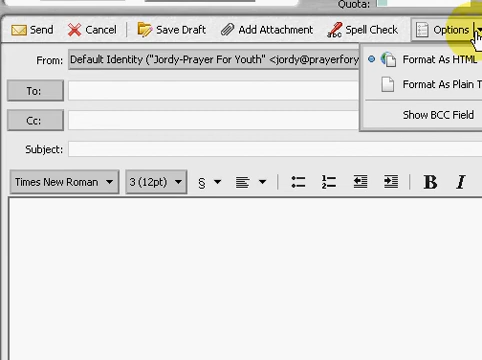 Quota:
Send Cancel Save Draft Add Attachment Spell Check Options
From: Default Identity ("Jordy-Prayer For Youth" <jordy@prayerfory
Format As HTML
To:
Format As Plain T
Cc:
Show BCC Field
Subject:
Times New Roman 3 (12pt) § B I